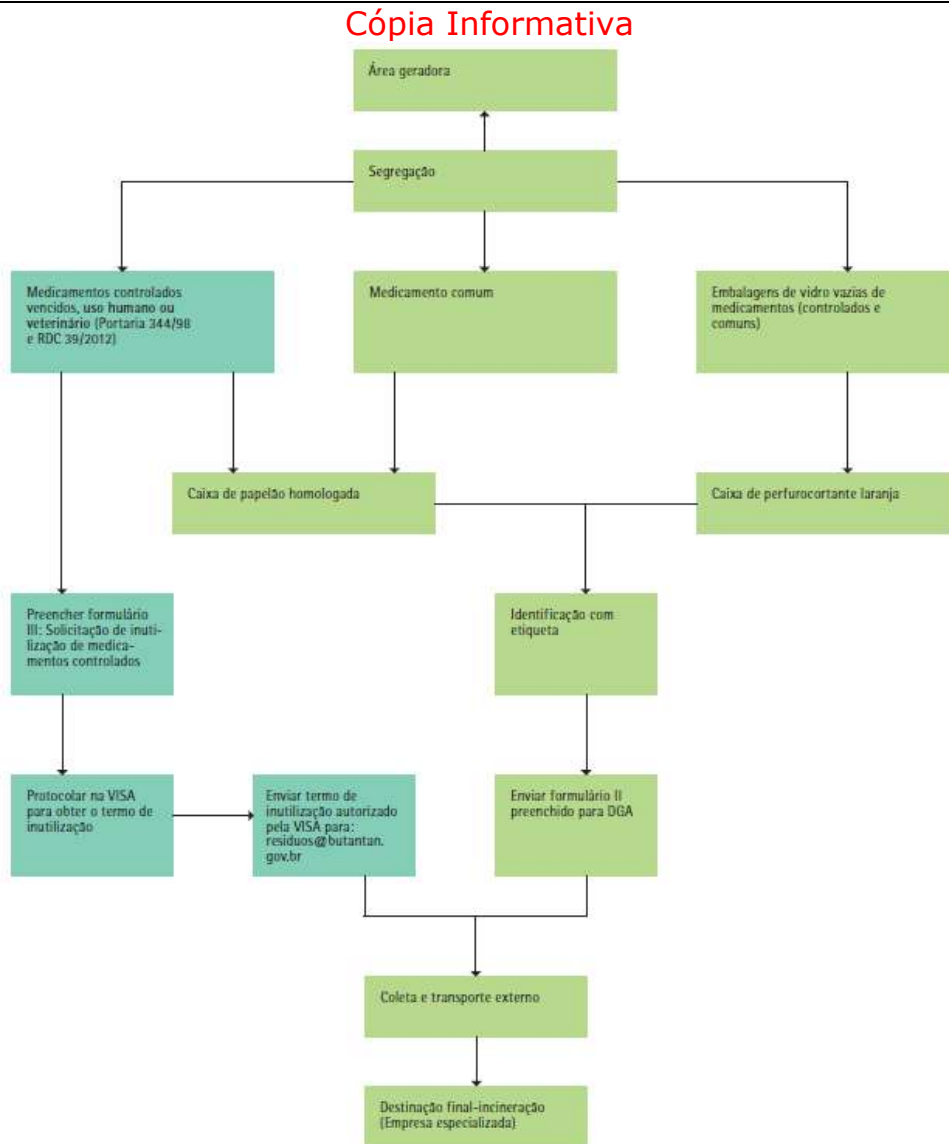 Cópia Informativa
Área geradora
Segregação
Medicamentos controlados
vencidos, uso humano ou
veterinário (Portaria 344/98
e RDC 39/2012)
Medicamento comum
Embalagens de vidro vazias de
medicamentos (controlados e
comuns)
Caixa de papelão homologada
Caixa de perfurocortante laranja
Preencher formulário
III: Solicitação de inuti-
lização de medica-
mentos controlados
Identificação com
etiqueta
Protocolar na VISA
para obter o termo de
inutilização
Enviar termo de
inutilização autorizado
pela VISA para:
residuos@butantan.
gov.br
Enviar formulário II
preenchido para DGA
Coleta e transporte externo
Destinação final-incineração
(Empresa especializada)